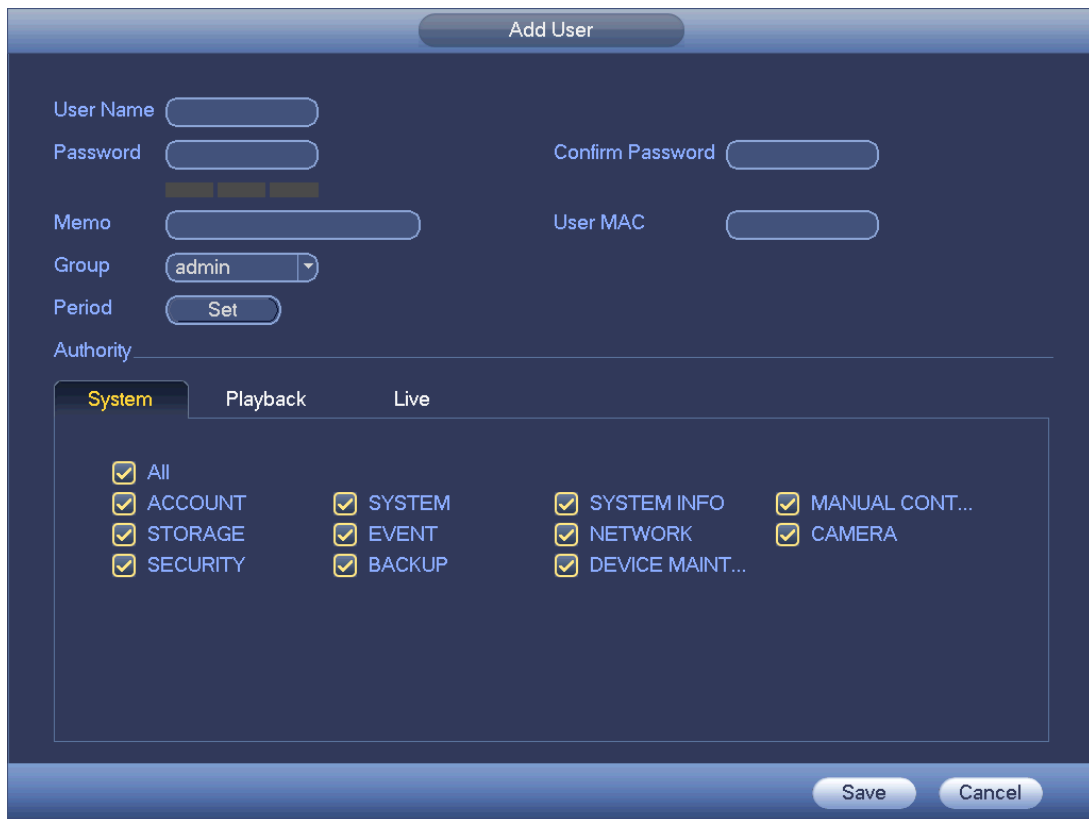 Add User
User Name
Password Confirm Password
Memo User MAC
Group admin
Period Set
Authority
System Playback Live
All
ACCOUNT SYSTEM SYSTEM INFO MANUAL CONT...
STORAGE EVENT NETWORK CAMERA
SECURITY BACKUP DEVICE MAINT...
Save Cancel